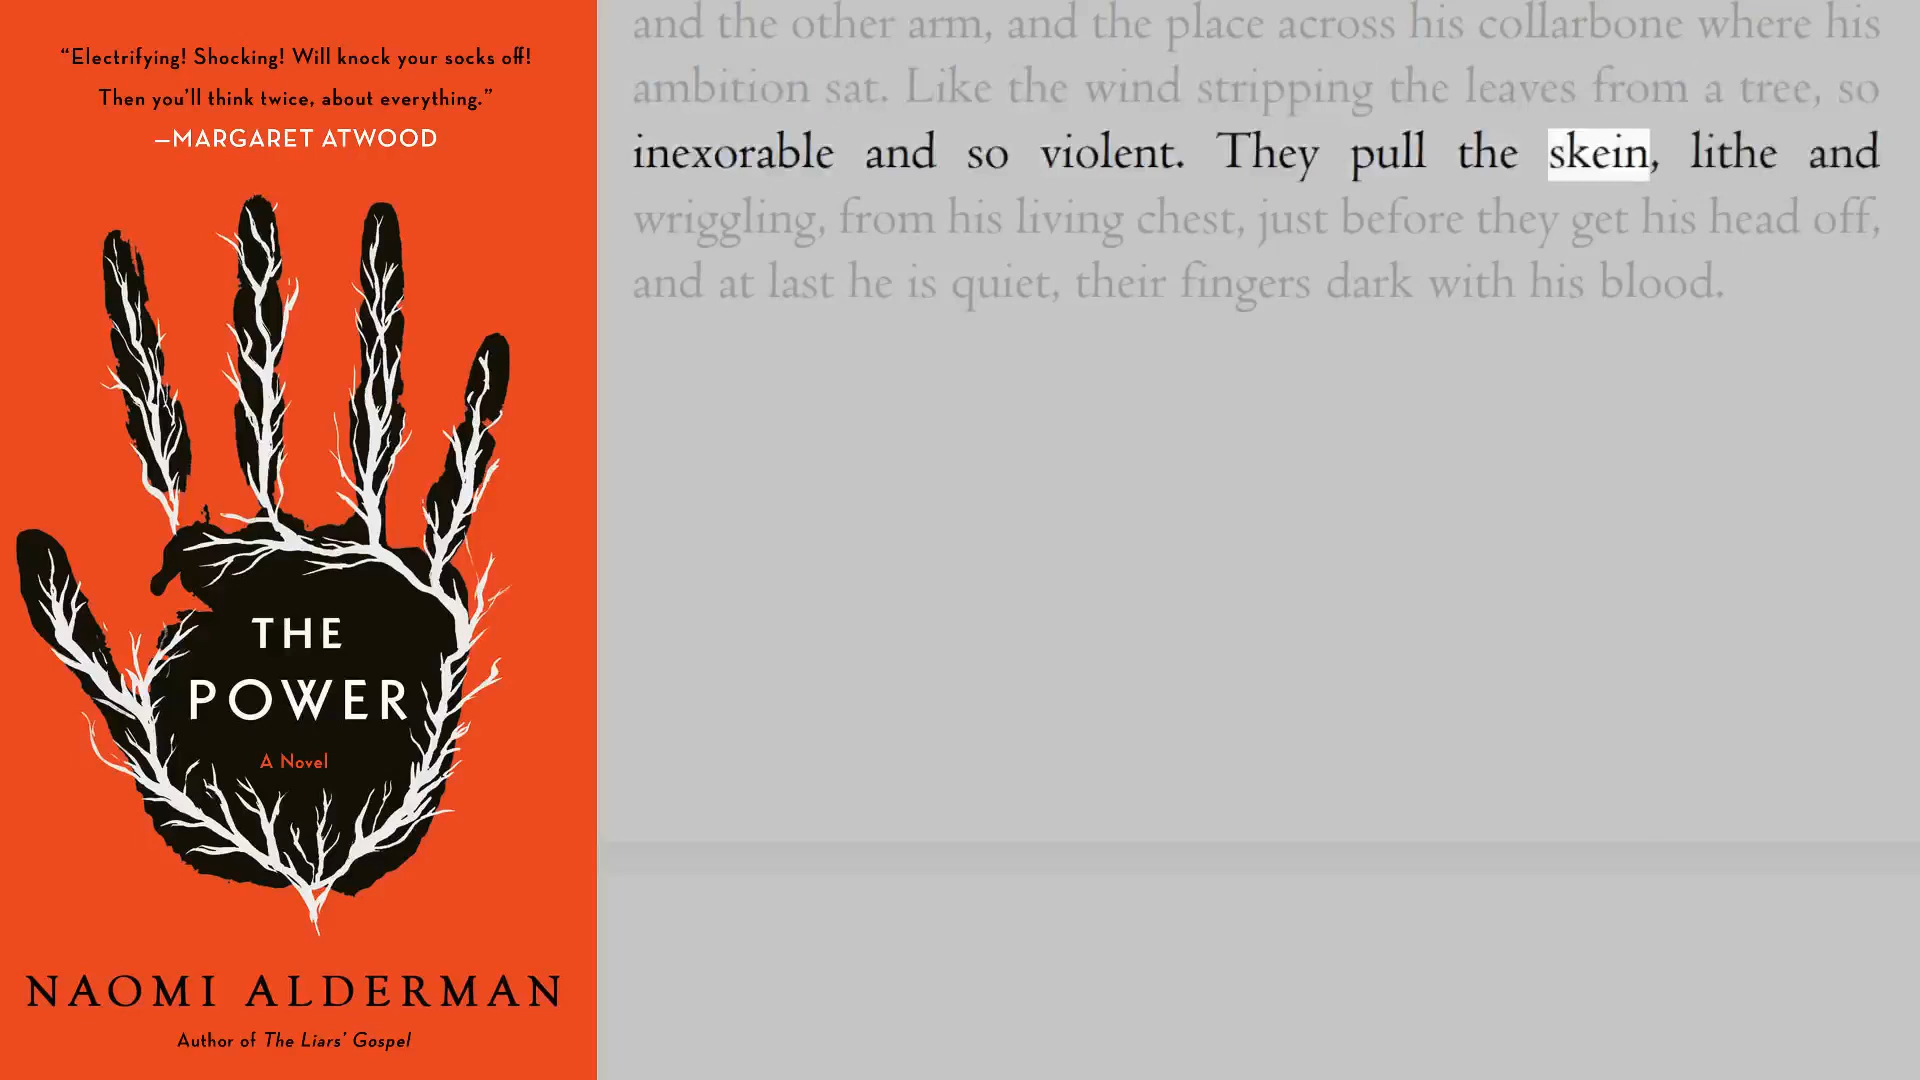 “Electrifying! Shocking! Will knock your socks off!
Then you’ll think twice, about everything.”
—MARGARET ATWOOD
THE
POWER
A Novel
NAOMI ALDERMAN
Author of The Liars’ Gospel
and the other arm, and the place across his collarbone where his
ambition sat. Like the wind stripping the leaves from a tree, so
inexorable and so violent. They pull the skein, lithe and
wriggling, from his living chest, just before they get his head off,
and at last he is quiet, their fingers dark with his blood.